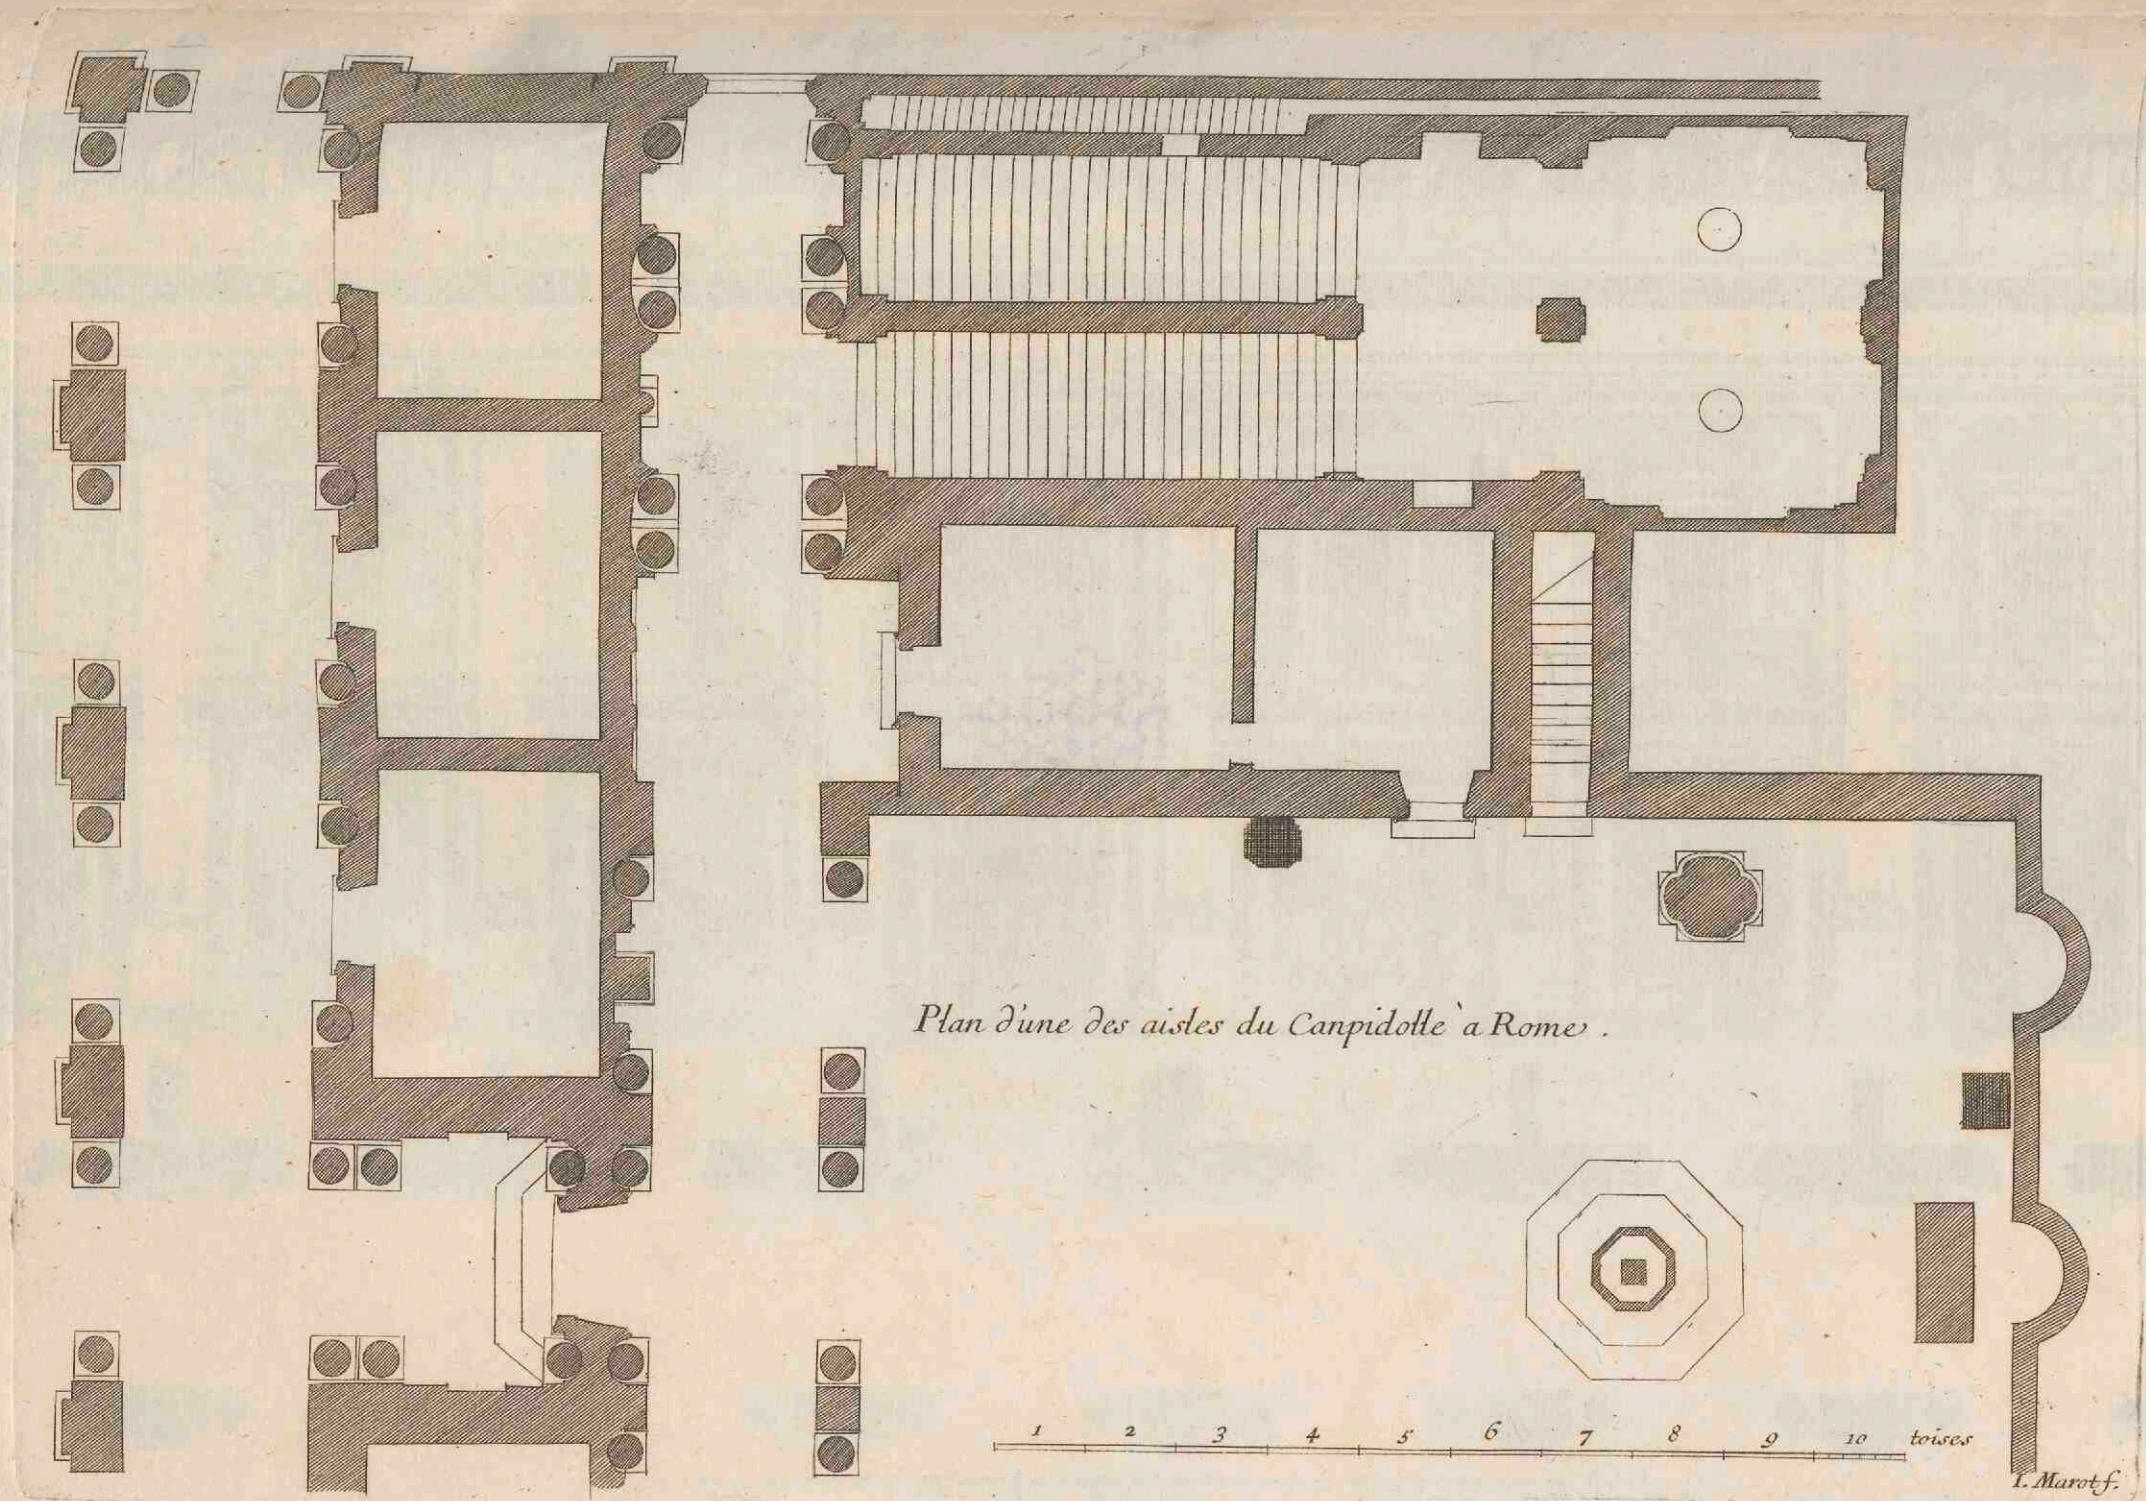 Plan d'une des aisles du Canpidolle à Rome.
1 2 3 4 5 6 7 8 9 10 toises
I. Marot f.